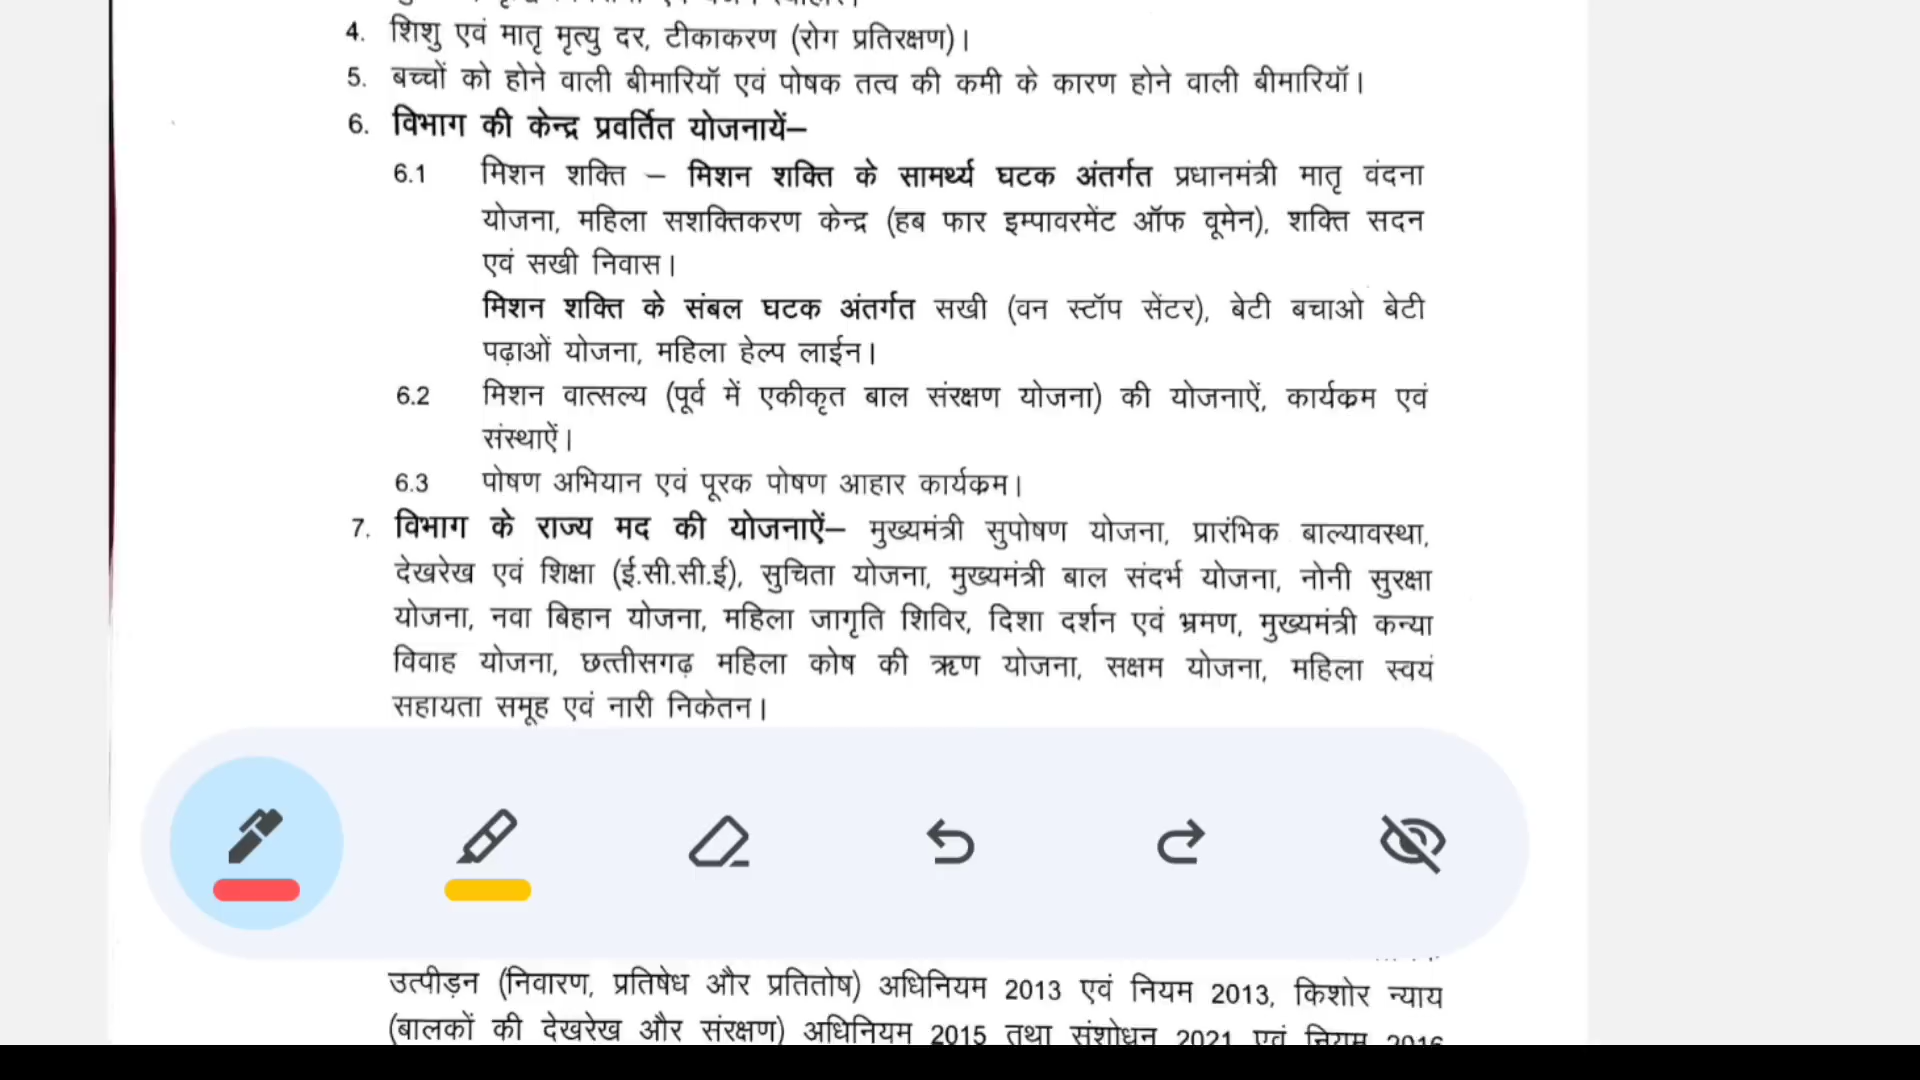 4. शिशु एवं मातृ मृत्यु दर, टीकाकरण (रोग प्रतिरक्षण)।
5. बच्चों को होने वाली बीमारियॉ एवं पोषक तत्व की कमी के कारण होने वाली बीमारियॉ।
6. विभाग की केन्द्र प्रवर्तित योजनायें–
6.1 मिशन शक्ति – मिशन शक्ति के सामर्थ्य घटक अंतर्गत प्रधानमंत्री मातृ वंदना
योजना, महिला सशक्तिकरण केन्द्र (हब फार इम्पावरमेंट ऑफ वूमेन), शक्ति सदन
एवं सखी निवास।
मिशन शक्ति के संबल घटक अंतर्गत सखी (वन स्टॉप सेंटर), बेटी बचाओ बेटी
पढ़ाओं योजना, महिला हेल्प लाईन।
6.2 मिशन वात्सल्य (पूर्व में एकीकृत बाल संरक्षण योजना) की योजनाऐं, कार्यक्रम एवं
संस्थाऐं।
6.3 पोषण अभियान एवं पूरक पोषण आहार कार्यक्रम।
7. विभाग के राज्य मद की योजनाऐं– मुख्यमंत्री सुपोषण योजना, प्रारंभिक बाल्यावस्था,
देखरेख एवं शिक्षा (ई.सी.सी.ई), सुचिता योजना, मुख्यमंत्री बाल संदर्भ योजना, नोनी सुरक्षा
योजना, नवा बिहान योजना, महिला जागृति शिविर, दिशा दर्शन एवं भ्रमण, मुख्यमंत्री कन्या
विवाह योजना, छत्तीसगढ़ महिला कोष की ऋण योजना, सक्षम योजना, महिला स्वयं
सहायता समूह एवं नारी निकेतन।
उत्पीड़न (निवारण, प्रतिषेध और प्रतितोष) अधिनियम 2013 एवं नियम 2013, किशोर न्याय
(बालकों की देखरेख और संरक्षण) अधिनियम 2015 तथा संशोधन 2021 एवं नियम 2016